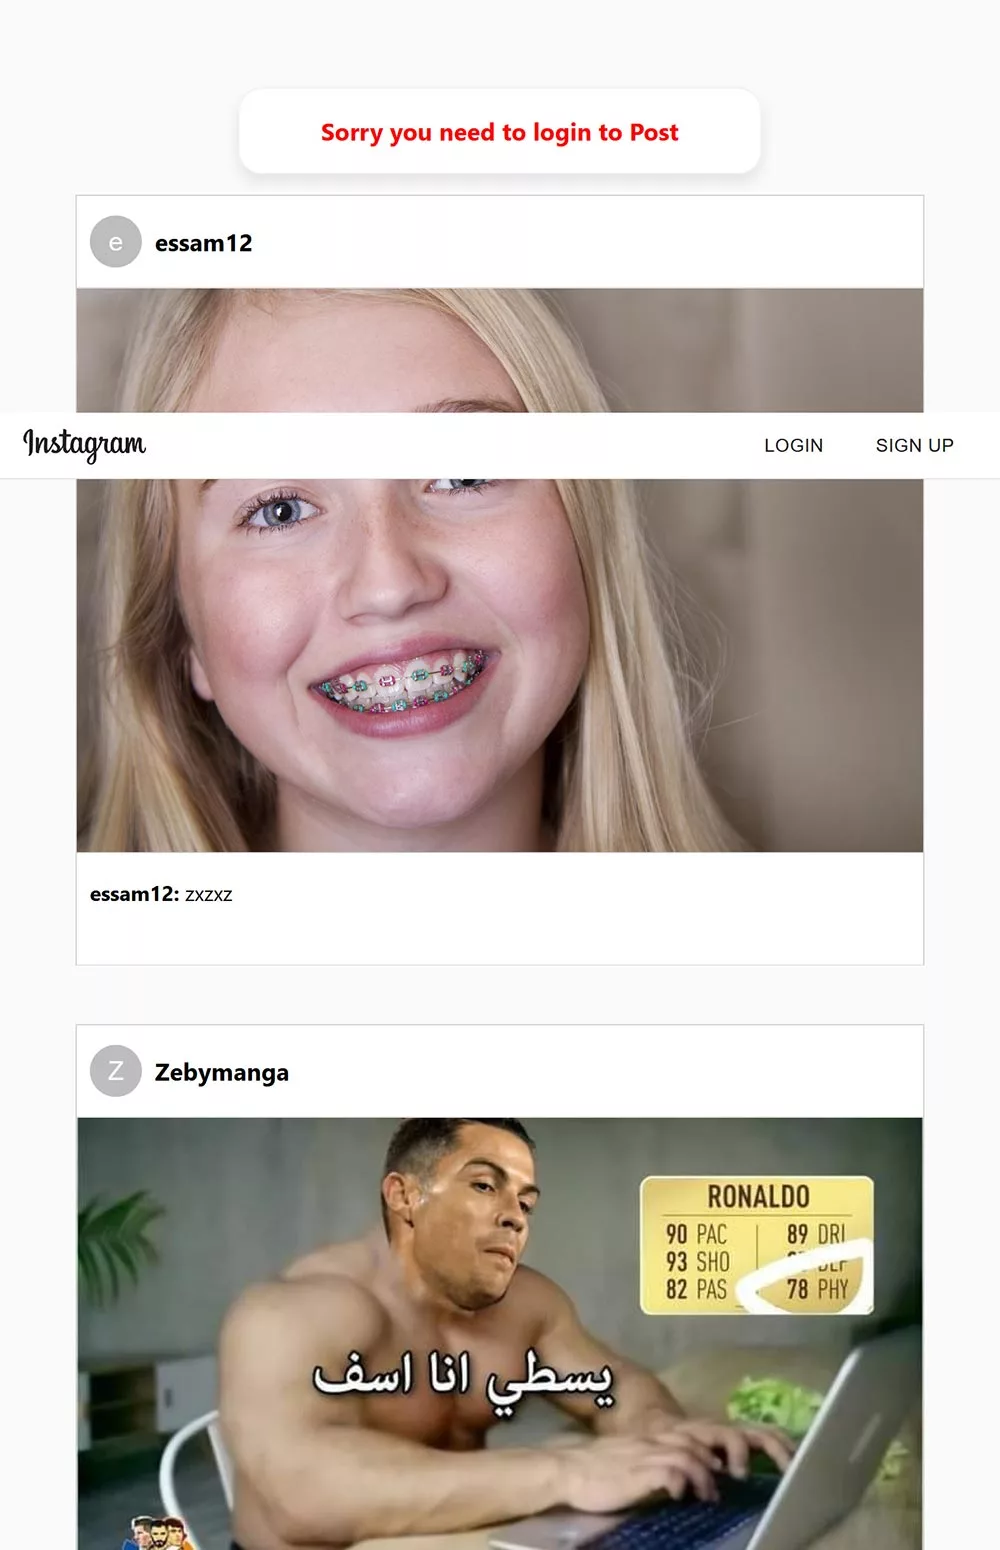 Sorry you need to login to Post
e essam12
Instagram LOGIN SIGN UP
essam12: zxzxz
Z Zebymanga
RONALDO
90 PAC 89 DRI
93 SHO
82 PAS 78 PHY
يسطي انا اسف